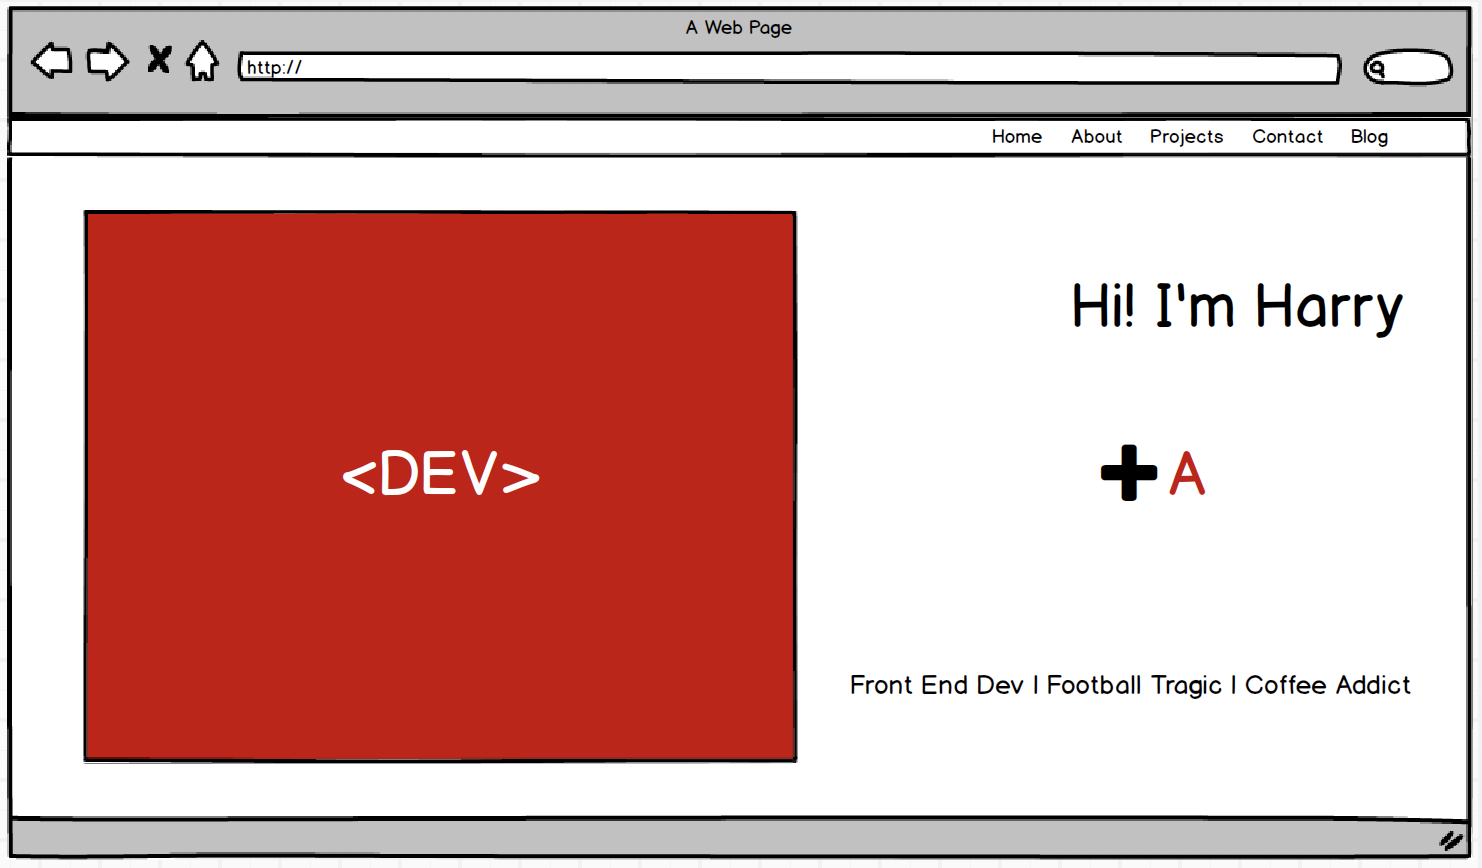 A Web Page
http://
Home About Projects Contact Blog
Hi! I'm Harry
<DEV>
A
Front End Dev | Football Tragic | Coffee Addict